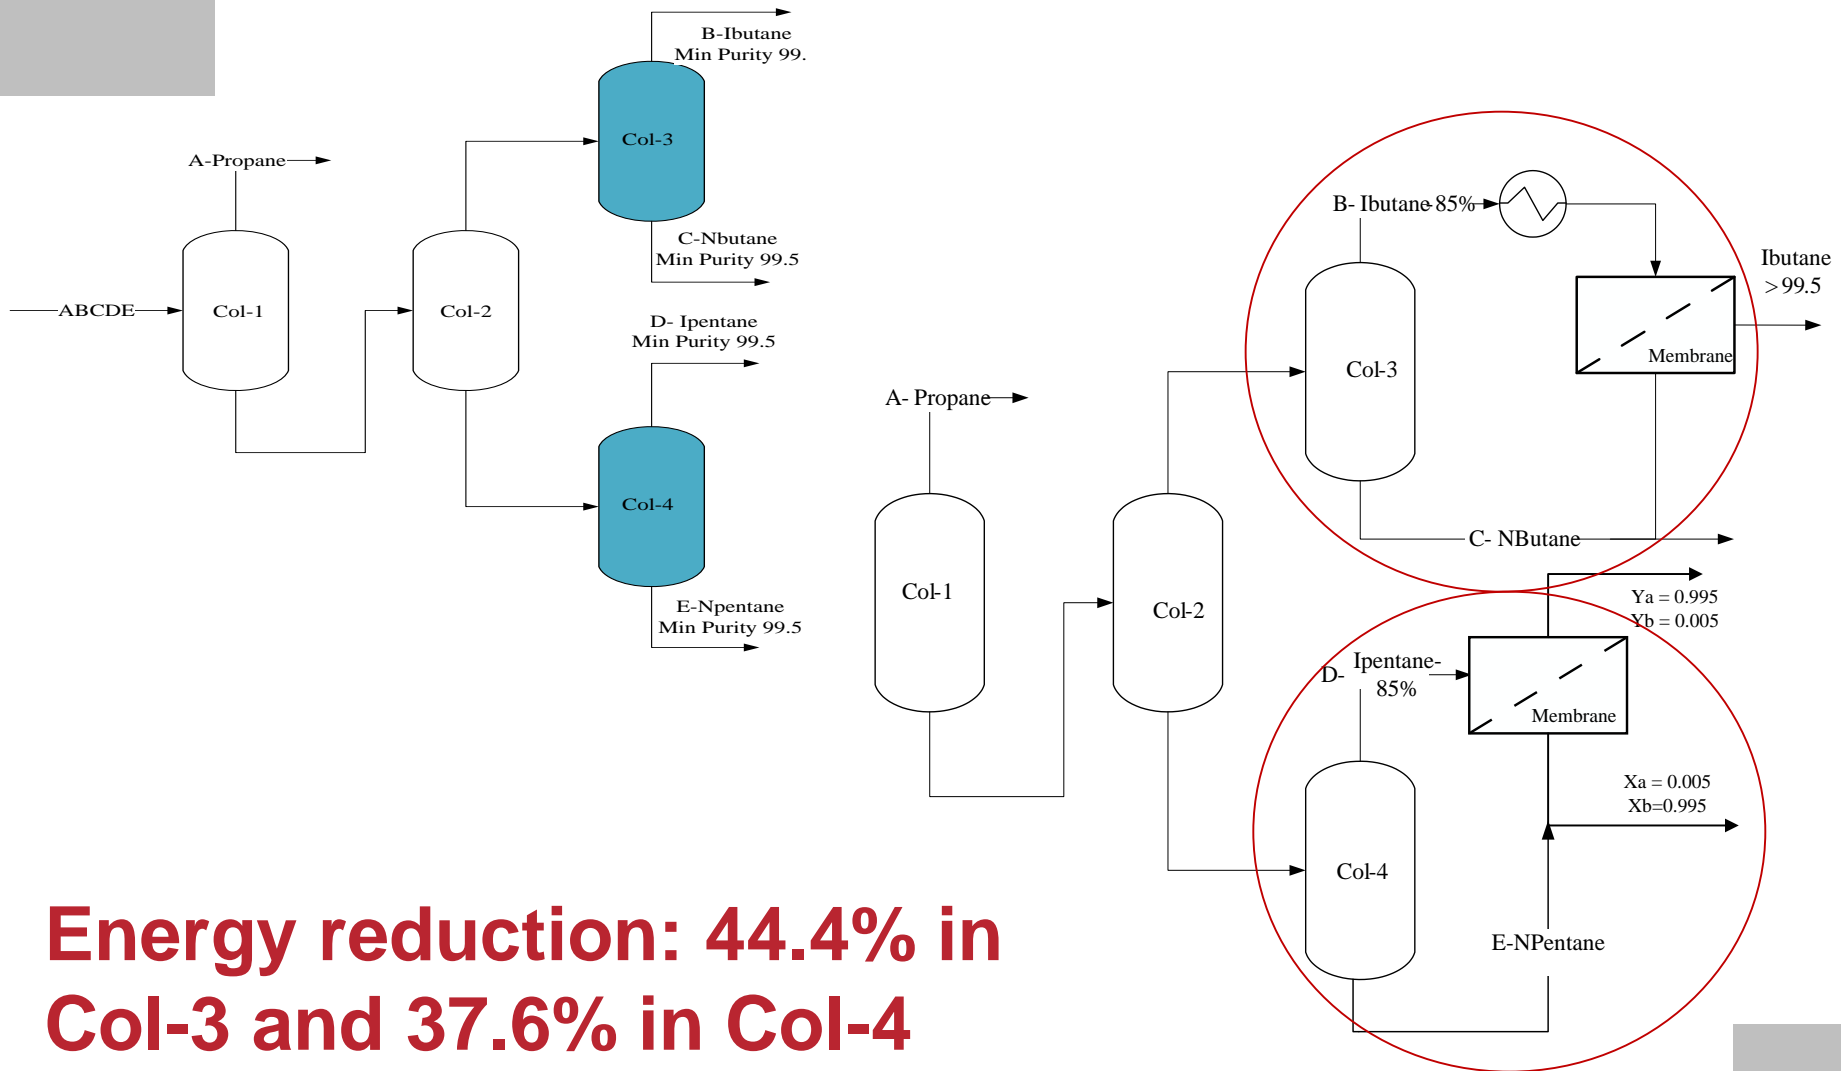 B-Ibutane
Min Purity 99.
Col-3
A-Propane
C-Nbutane
Min Purity 99.5
ABCDE
Col-1
Col-2
D- Ipentane
Min Purity 99.5
Col-4
E-Npentane
Min Purity 99.5
B- Ibutane-85%
Ibutane
>99.5
Membrane
Col-3
A- Propane
C- NButane
Col-1
Col-2
Ya = 0.995
Yb = 0.005
D- Ipentane-
85%
Membrane
Xa = 0.005
Xb=0.995
Col-4
E-NPentane
Energy reduction: 44.4% in
Col-3 and 37.6% in Col-4